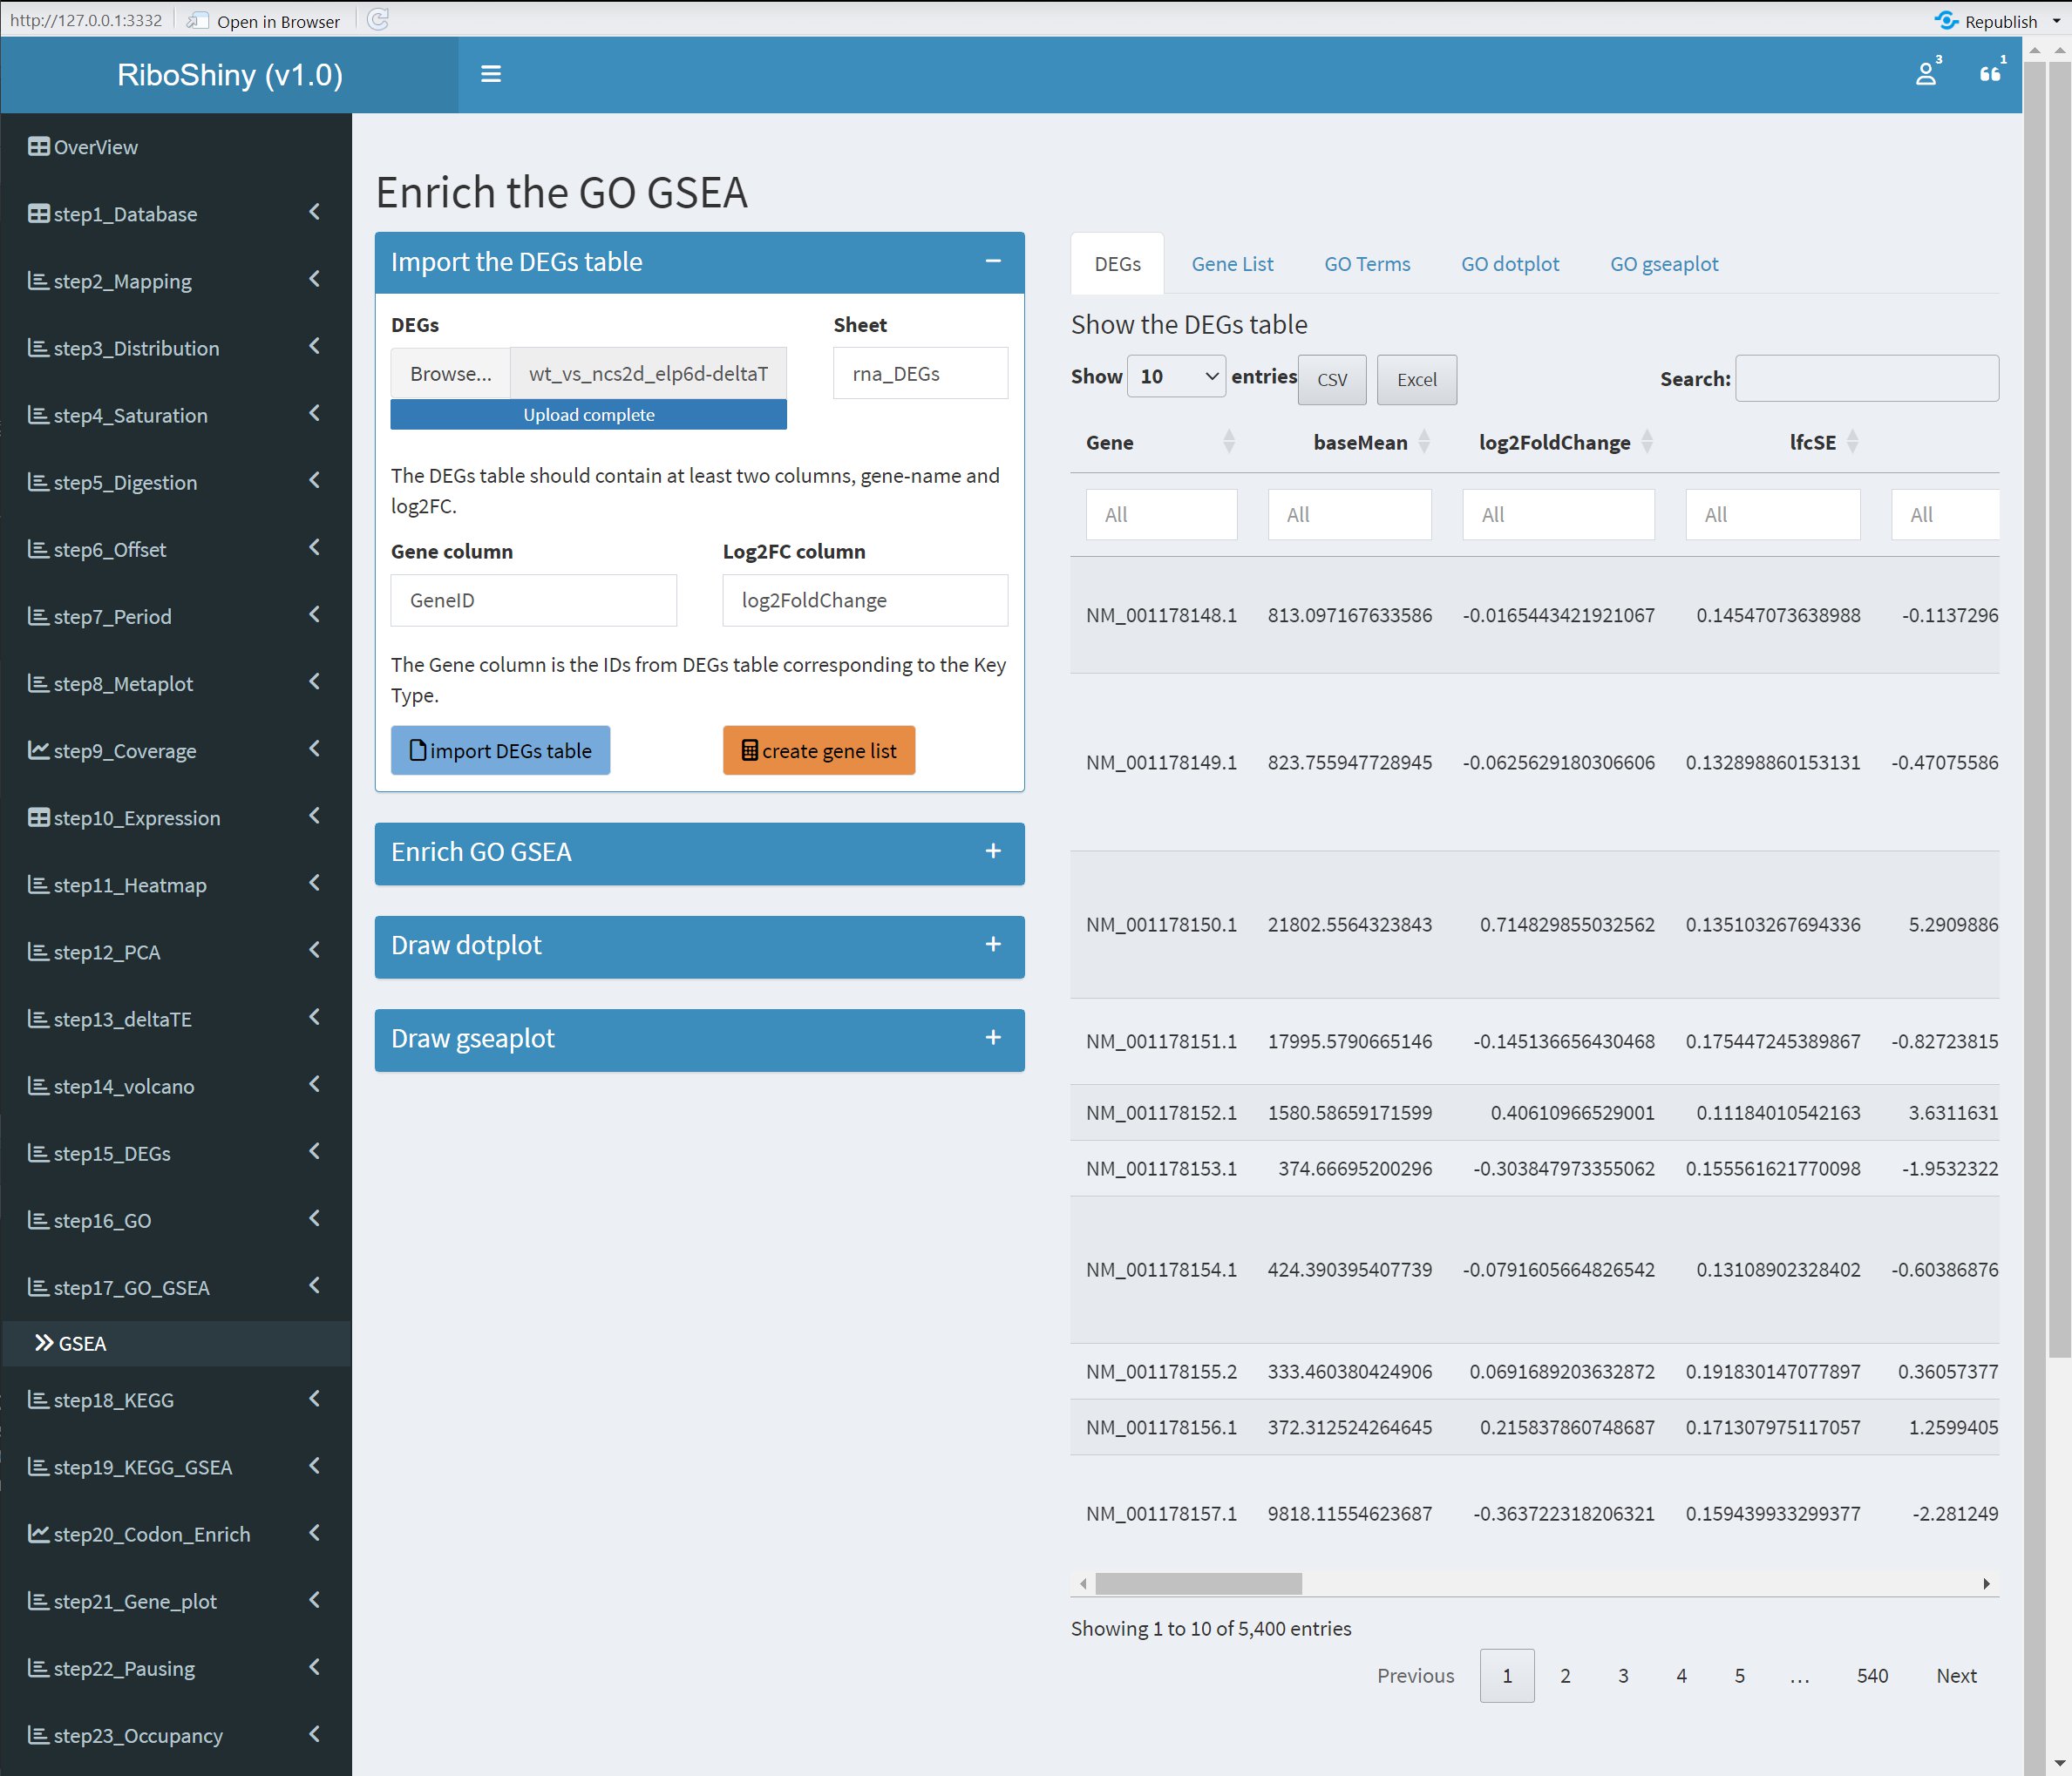 http://127.0.0.1:3332 Open in Browser Republish
RiboShiny (v1.0) 3 1
OverView
step1_Database
step2_Mapping
step3_Distribution
step4_Saturation
step5_Digestion
step6_Offset
step7_Period
step8_Metaplot
step9_Coverage
step10_Expression
step11_Heatmap
step12_PCA
step13_deltaTE
step14_volcano
step15_DEGs
step16_GO
step17_GO_GSEA
GSEA
step18_KEGG
step19_KEGG_GSEA
step20_Codon_Enrich
step21_Gene_plot
step22_Pausing
step23_Occupancy
Enrich the GO GSEA
Import the DEGs table
DEGs Sheet
Browse... wt_vs_ncs2d_elp6d-deltaT rna_DEGs
Upload complete
The DEGs table should contain at least two columns, gene-name and
log2FC.
Gene column Log2FC column
GeneID log2FoldChange
The Gene column is the IDs from DEGs table corresponding to the Key
Type.
import DEGs table create gene list
Enrich GO GSEA
Draw dotplot
Draw gseaplot
DEGs Gene List GO Terms GO dotplot GO gseaplot
Show the DEGs table
Show 10 entries CSV Excel Search:
Gene baseMean log2FoldChange lfcSE
All All All All All
NM_001178148.1 813.097167633586 -0.0165443421921067 0.14547073638988 -0.1137296
NM_001178149.1 823.755947728945 -0.0625629180306606 0.132898860153131 -0.47075586
NM_001178150.1 21802.5564323843 0.714829855032562 0.135103267694336 5.2909886
NM_001178151.1 17995.5790665146 -0.145136656430468 0.175447245389867 -0.82723815
NM_001178152.1 1580.58659171599 0.40610966529001 0.11184010542163 3.6311631
NM_001178153.1 374.66695200296 -0.303847973355062 0.155561621770098 -1.9532322
NM_001178154.1 424.390395407739 -0.0791605664826542 0.13108902328402 -0.60386876
NM_001178155.2 333.460380424906 0.0691689203632872 0.191830147077897 0.36057377
NM_001178156.1 372.312524264645 0.215837860748687 0.171307975117057 1.2599405
NM_001178157.1 9818.11554623687 -0.363722318206321 0.159439933299377 -2.281249
Showing 1 to 10 of 5,400 entries
Previous 1 2 3 4 5 … 540 Next